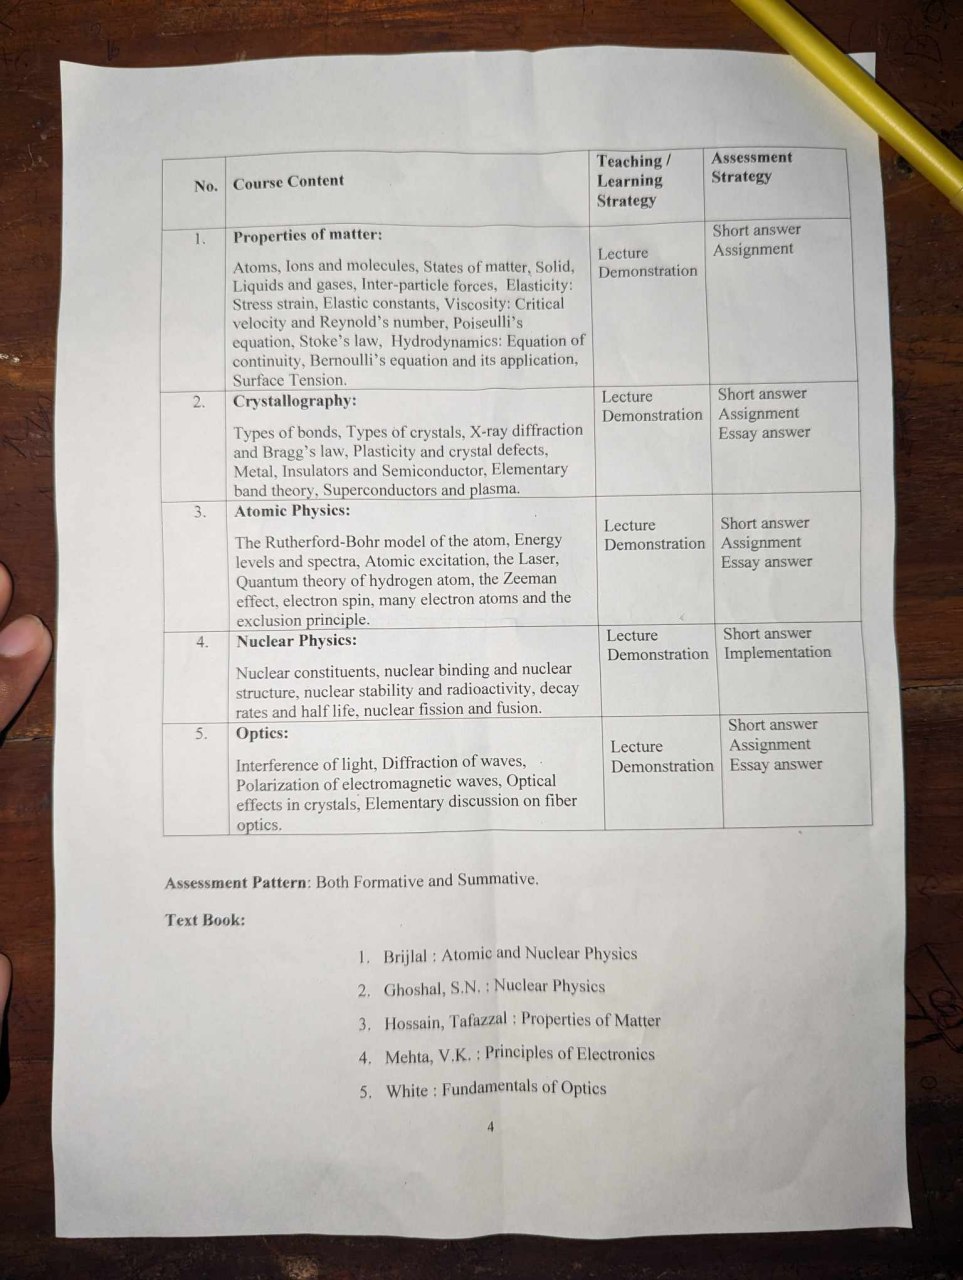 No.
Course Content
Teaching /
Learning
Strategy
Assessment
Strategy
1.
Properties of matter:
Atoms, Ions and molecules, States of matter, Solid,
Liquids and gases, Inter-particle forces, Elasticity:
Stress strain, Elastic constants, Viscosity: Critical
velocity and Reynold's number, Poiseulli's
equation, Stoke's law, Hydrodynamics: Equation of
continuity, Bernoulli's equation and its application,
Surface Tension.
Lecture
Demonstration
Short answer
Assignment
2.
Crystallography:
Types of bonds, Types of crystals, X-ray diffraction
and Bragg's law, Plasticity and crystal defects,
Metal, Insulators and Semiconductor, Elementary
band theory, Superconductors and plasma.
Lecture
Demonstration
Short answer
Assignment
Essay answer
3.
Atomic Physics:
The Rutherford-Bohr model of the atom, Energy
levels and spectra, Atomic excitation, the Laser,
Quantum theory of hydrogen atom, the Zeeman
effect, electron spin, many electron atoms and the
exclusion principle.
Lecture
Demonstration
Short answer
Assignment
Essay answer
4.
Nuclear Physics:
Nuclear constituents, nuclear binding and nuclear
structure, nuclear stability and radioactivity, decay
rates and half life, nuclear fission and fusion.
Lecture
Demonstration
Short answer
Implementation
5.
Optics:
Interference of light, Diffraction of waves,
Polarization of electromagnetic waves, Optical
effects in crystals, Elementary discussion on fiber
optics.
Lecture
Demonstration
Short answer
Assignment
Essay answer
Assessment Pattern: Both Formative and Summative.
Text Book:
1. Brijlal : Atomic and Nuclear Physics
2. Ghoshal, S.N. : Nuclear Physics
3. Hossain, Tafazzal : Properties of Matter
4. Mehta, V.K. : Principles of Electronics
5. White : Fundamentals of Optics
4